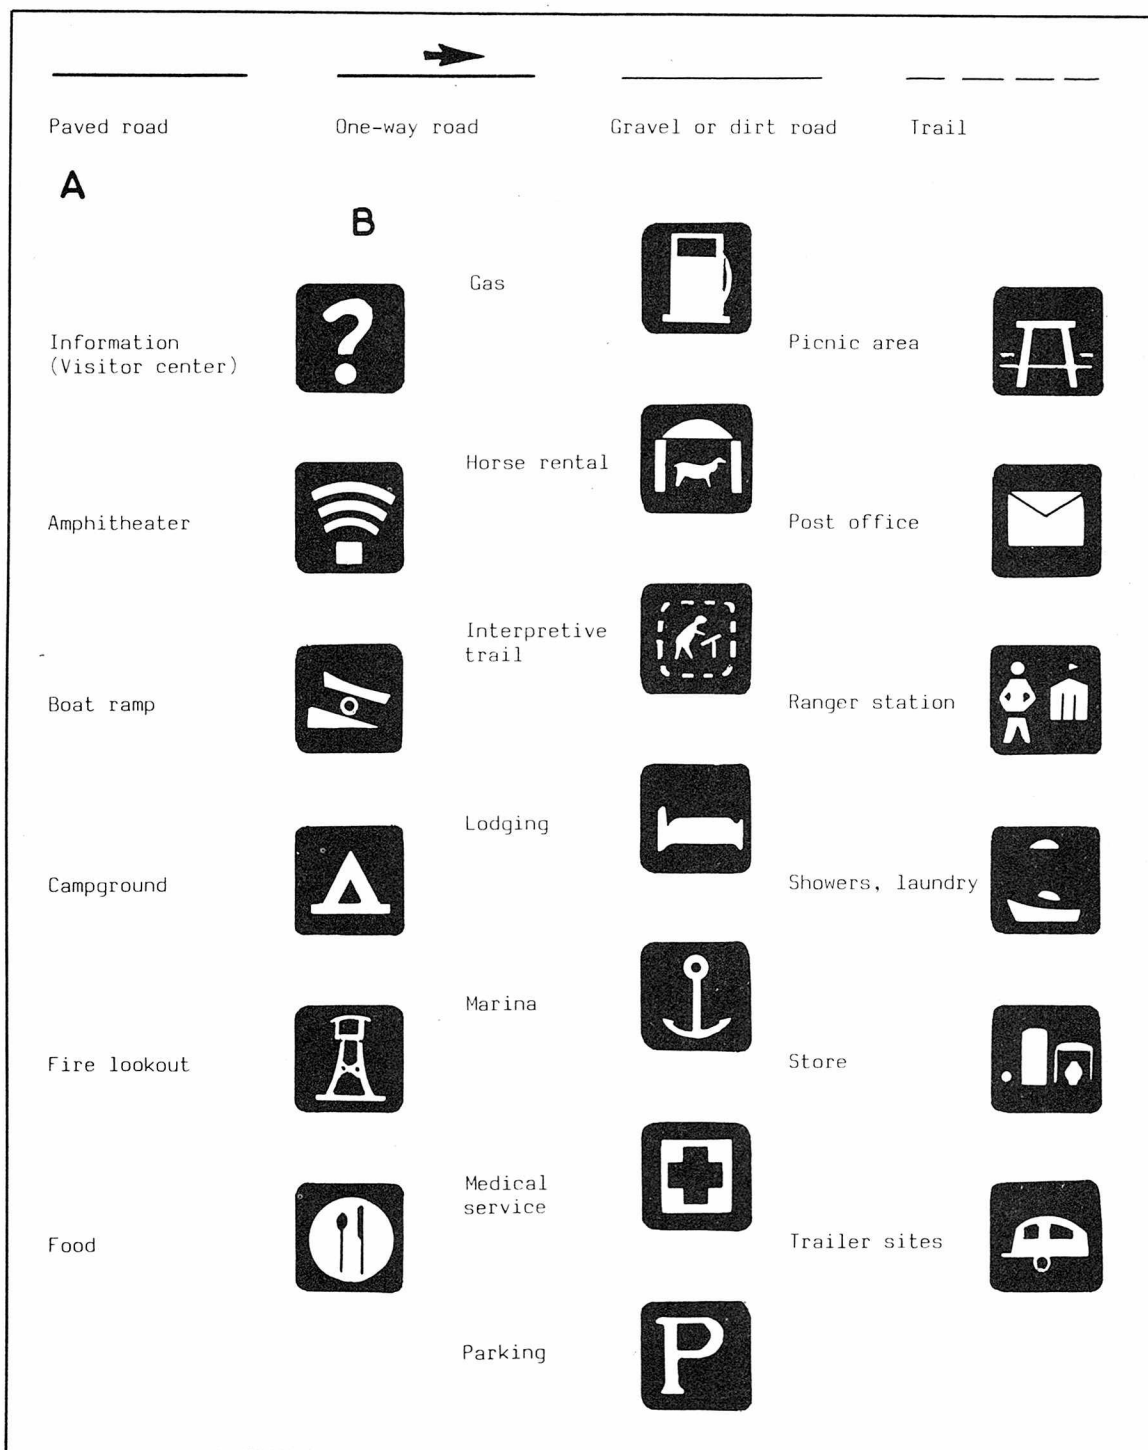 Paved road
One-way road
Gravel or dirt road
Trail
A
B
Information
(Visitor center)
Amphitheater
Boat ramp
Campground
Fire lookout
Food
Gas
Horse rental
Interpretive
trail
Lodging
Marina
Medical
service
Parking
P
Picnic area
Post office
Ranger station
Showers, laundry
Store
Trailer sites
?